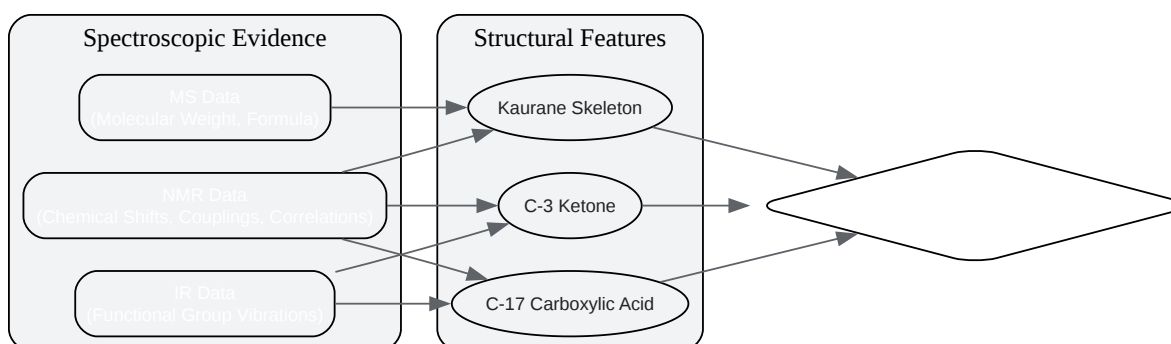 Spectroscopic Evidence
Structural Features
MS Data
(Molecular Weight, Formula)
Kaurane Skeleton
NMR Data
(Chemical Shifts, Couplings, Correlations)
C-3 Ketone
IR Data
(Functional Group Vibrations)
C-17 Carboxylic Acid